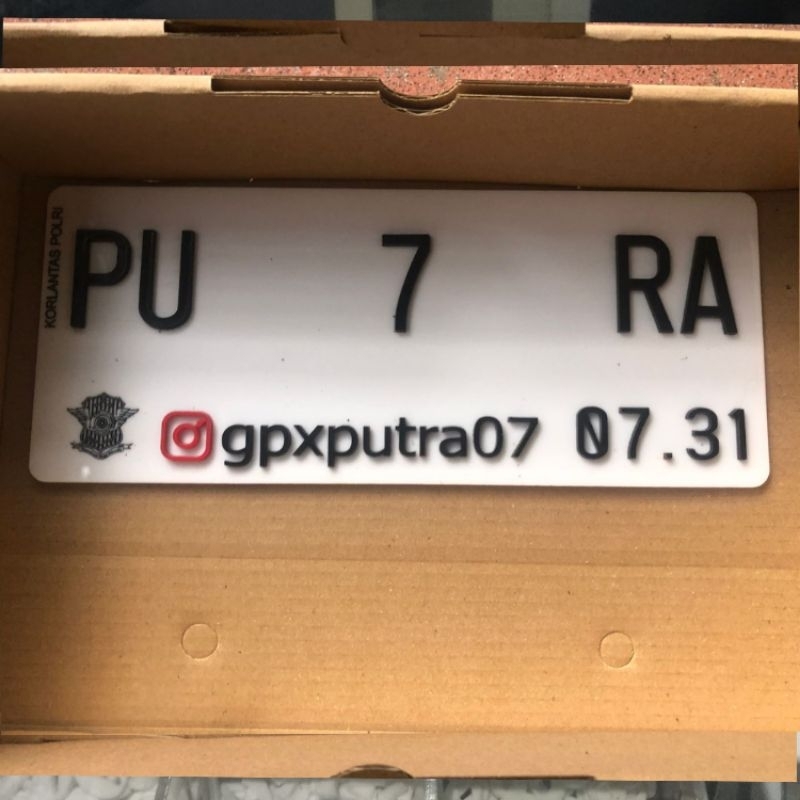 KORLANTAS POLRI
PU 7 RA
gpxputra07 07.31